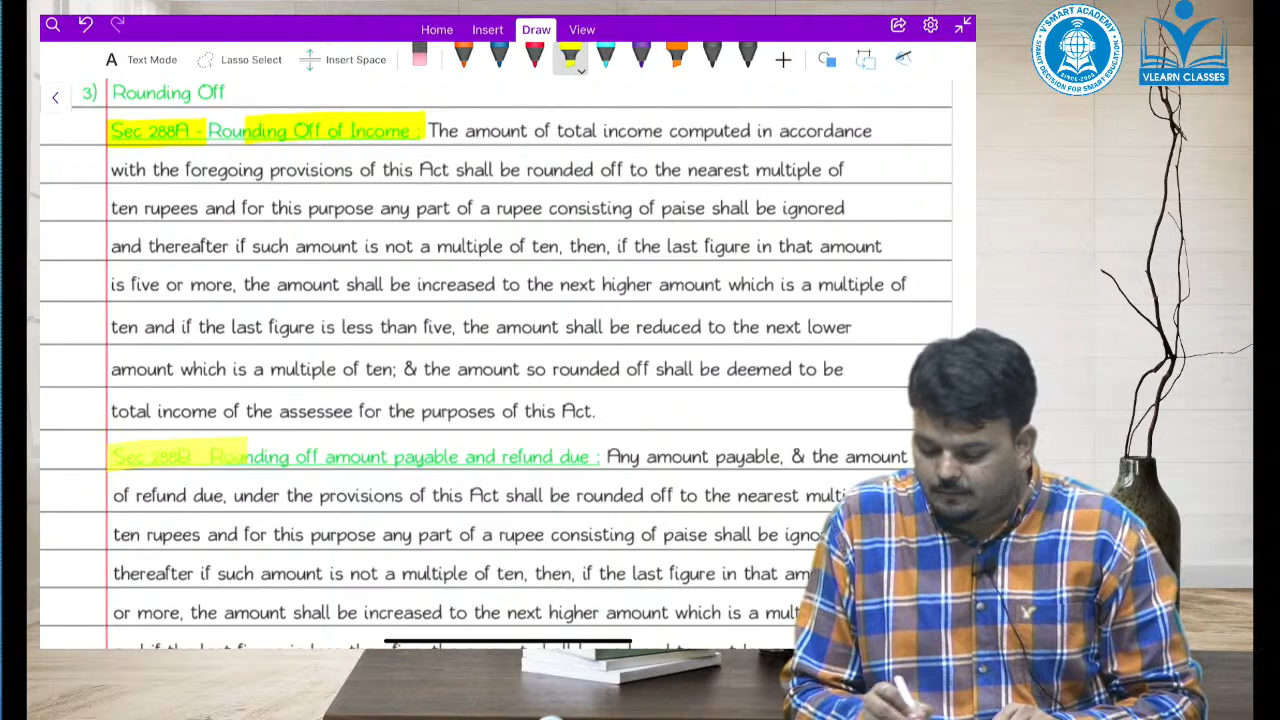 Home Insert Draw View
A Text Mode Lasso Select Insert Space
V'SMART ACADEMY
SMART DECISION FOR SMART EDUCATION
SINCE-2005
VLEARN CLASSES
3) Rounding Off
Sec 288A - Rounding Off of Income : The amount of total income computed in accordance
with the foregoing provisions of this Act shall be rounded off to the nearest multiple of
ten rupees and for this purpose any part of a rupee consisting of paise shall be ignored
and thereafter if such amount is not a multiple of ten, then, if the last figure in that amount
is five or more, the amount shall be increased to the next higher amount which is a multiple of
ten and if the last figure is less than five, the amount shall be reduced to the next lower
amount which is a multiple of ten; & the amount so rounded off shall be deemed to be
total income of the assessee for the purposes of this Act.
Sec 288B - Rounding off amount payable and refund due : Any amount payable, & the amount
of refund due, under the provisions of this Act shall be rounded off to the nearest
ten rupees and for this purpose any part of a rupee consisting of paise shall be
thereafter if such amount is not a multiple of ten, then, if the last figure in that
or more, the amount shall be increased to the next higher amount which is a